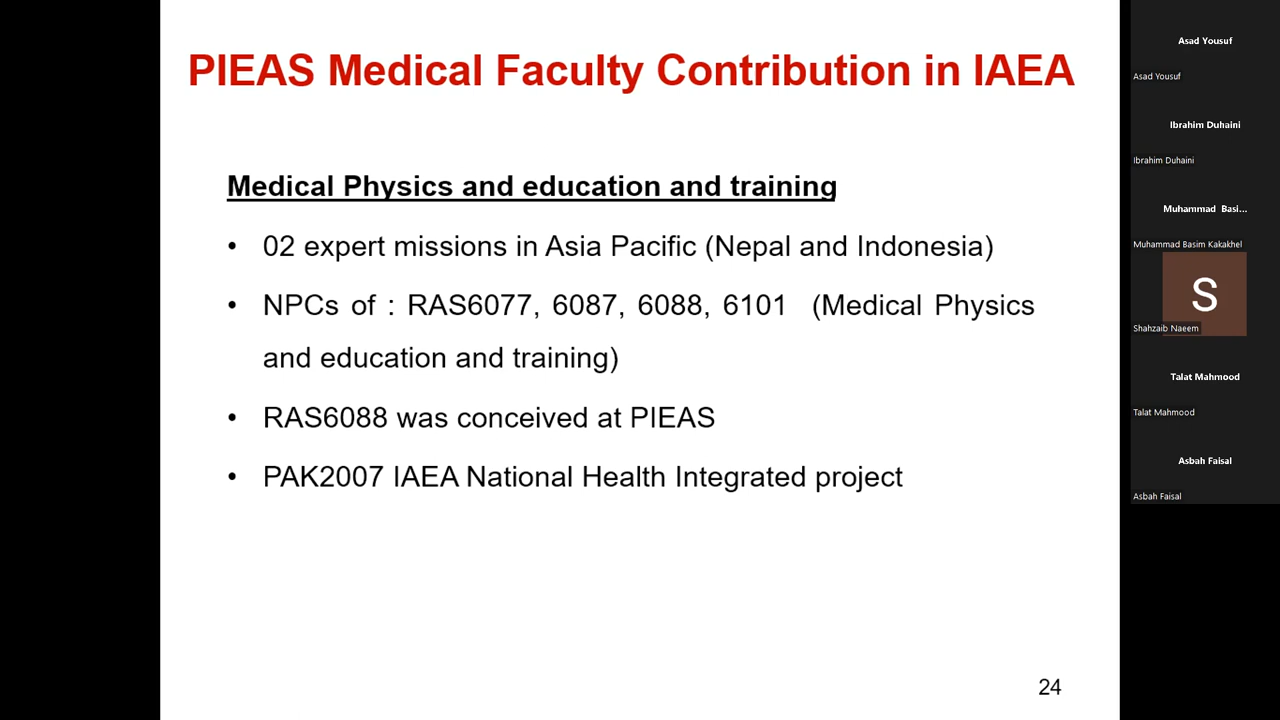 PIEAS Medical Faculty Contribution in IAEA
Medical Physics and education and training
• 02 expert missions in Asia Pacific (Nepal and Indonesia)
• NPCs of : RAS6077, 6087, 6088, 6101 (Medical Physics
and education and training)
• RAS6088 was conceived at PIEAS
• PAK2007 IAEA National Health Integrated project
24
Asad Yousuf
Asad Yousuf
Ibrahim Duhaini
Ibrahim Duhaini
Muhammad Basi...
Muhammad Basim Kakakhel
S
Shahzaib Naeem
Talat Mahmood
Talat Mahmood
Asbah Faisal
Asbah Faisal